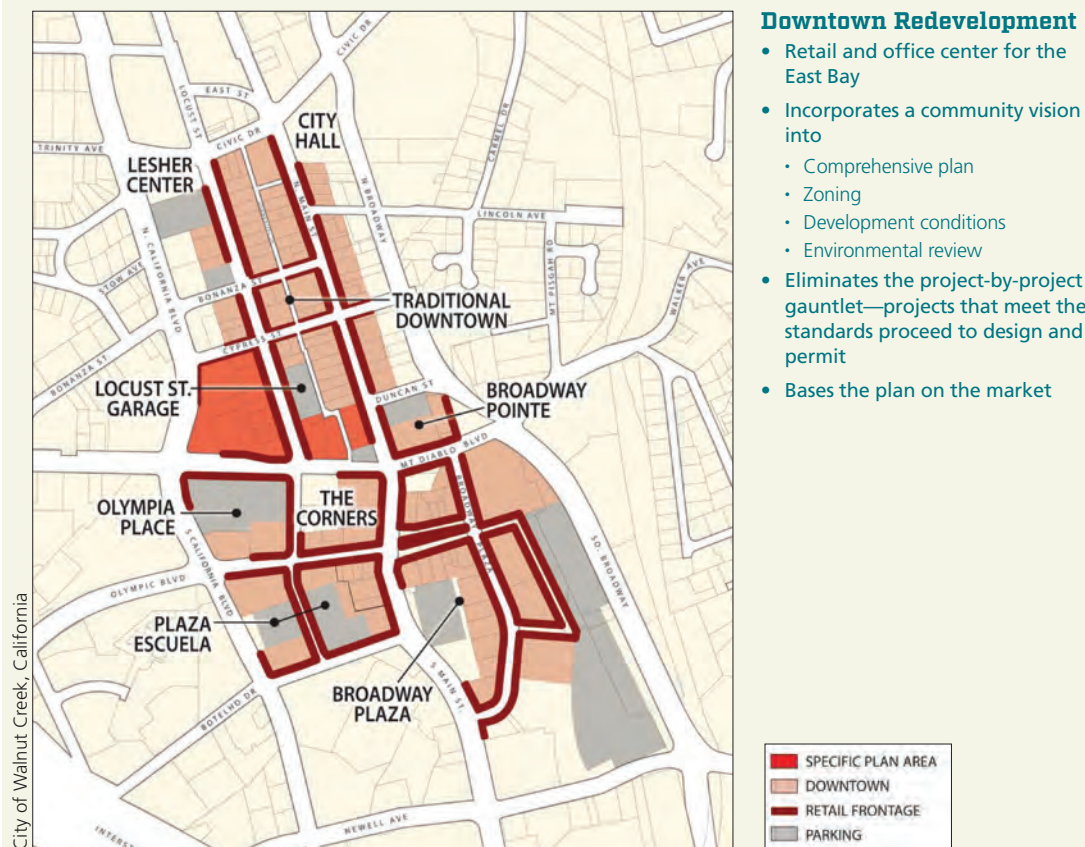 CIVIC DR
EAST ST
LOCUST ST
CITY
HALL
CIVIC DR
TRINITY AVE
LESHER
CENTER
N. MAIN ST
N BROADWAY
CARMEL DR
LINCOLN AVE
N. CALIFORNIA BLVD
STOW AVE
BONANZA ST
MT PISGAH RD
WALKER AVE
TRADITIONAL
DOWNTOWN
CYPRESS ST
BONANZA ST
LOCUST ST.
GARAGE
DUNCAN ST
BROADWAY
POINTE
MT DIABLO BLVD
OLYMPIA
PLACE
THE
CORNERS
BROADWAY PLAZA
S CALIFORNIA BLVD
SO. BROADWAY
OLYMPIC BLVD
PLAZA
ESCUELA
BROADWAY
PLAZA
S MAIN ST
BOTELHO DR
NEWELL AVE
INTERST
City of Walnut Creek, California
Downtown Redevelopment
• Retail and office center for the
East Bay
• Incorporates a community vision
into
• Comprehensive plan
• Zoning
• Development conditions
• Environmental review
• Eliminates the project-by-project
gauntlet—projects that meet the
standards proceed to design and
permit
• Bases the plan on the market
SPECIFIC PLAN AREA
DOWNTOWN
RETAIL FRONTAGE
PARKING